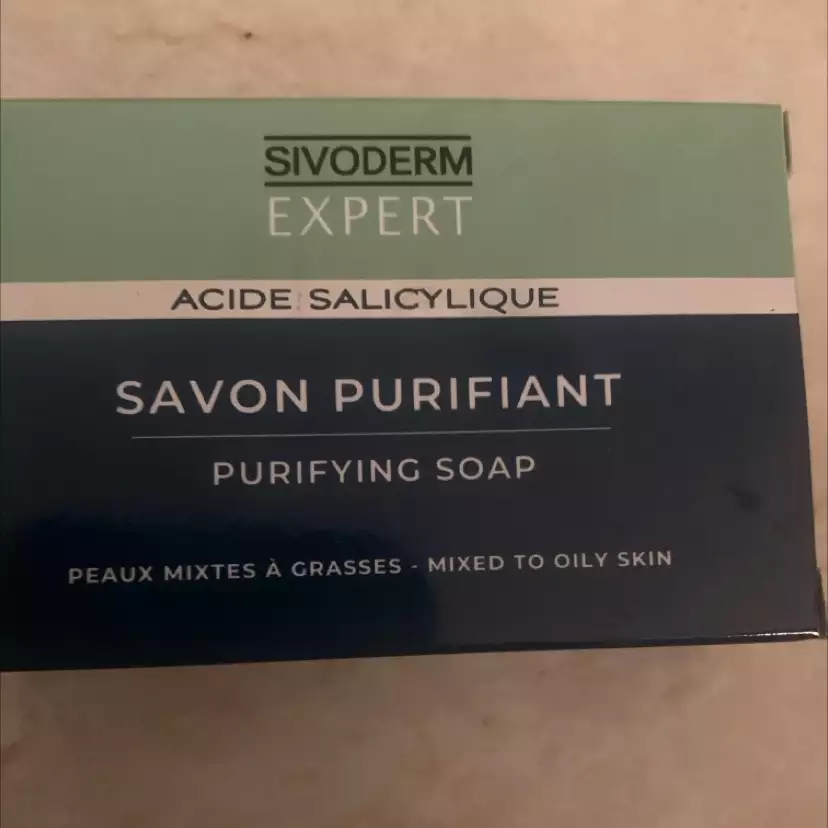 SIVODERM
EXPERT
ACIDE SALICYLIQUE
SAVON PURIFIANT
PURIFYING SOAP
PEAUX MIXTES À GRASSES - MIXED TO OILY SKIN